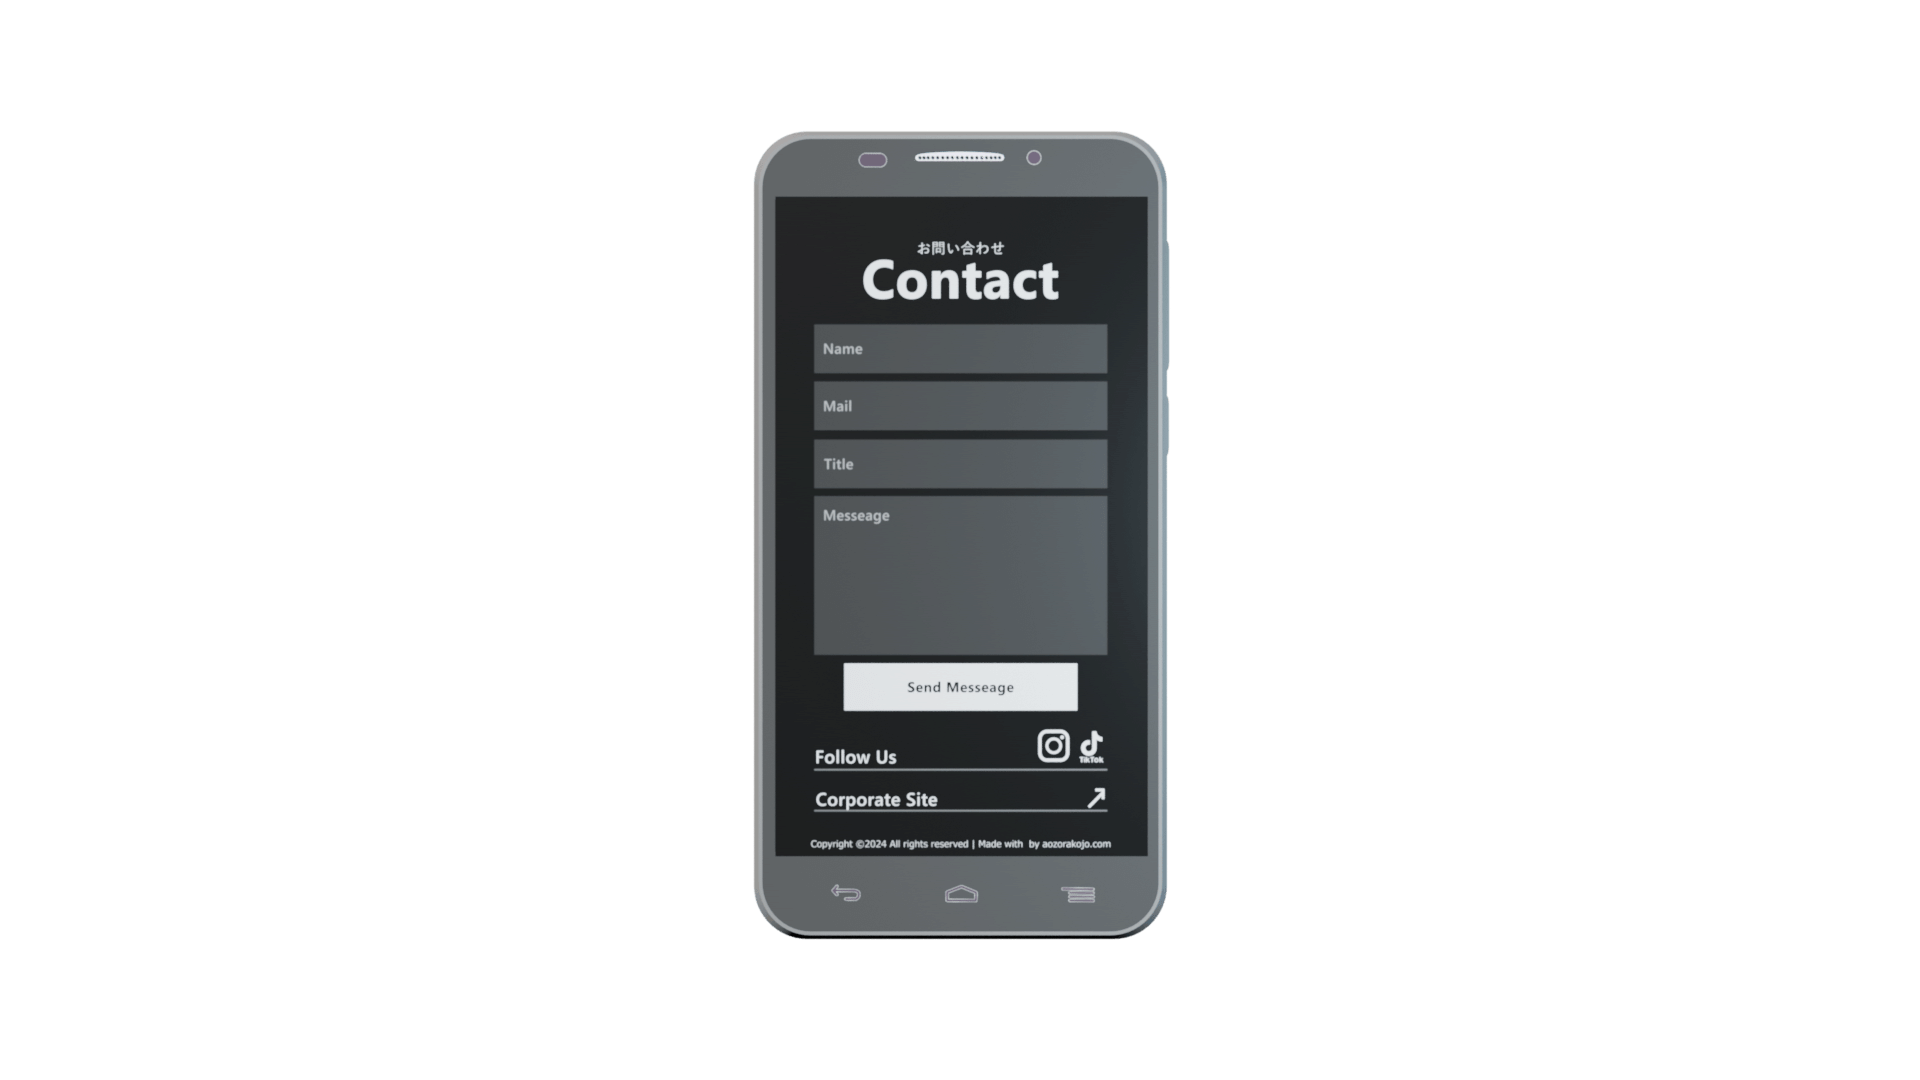 お問い合わせ
Contact
Name
Mail
Title
Messeage
Send Messeage
Follow Us
TikTok
Corporate Site
Copyright ©2024 All rights reserved | Made with by aozorakojo.com